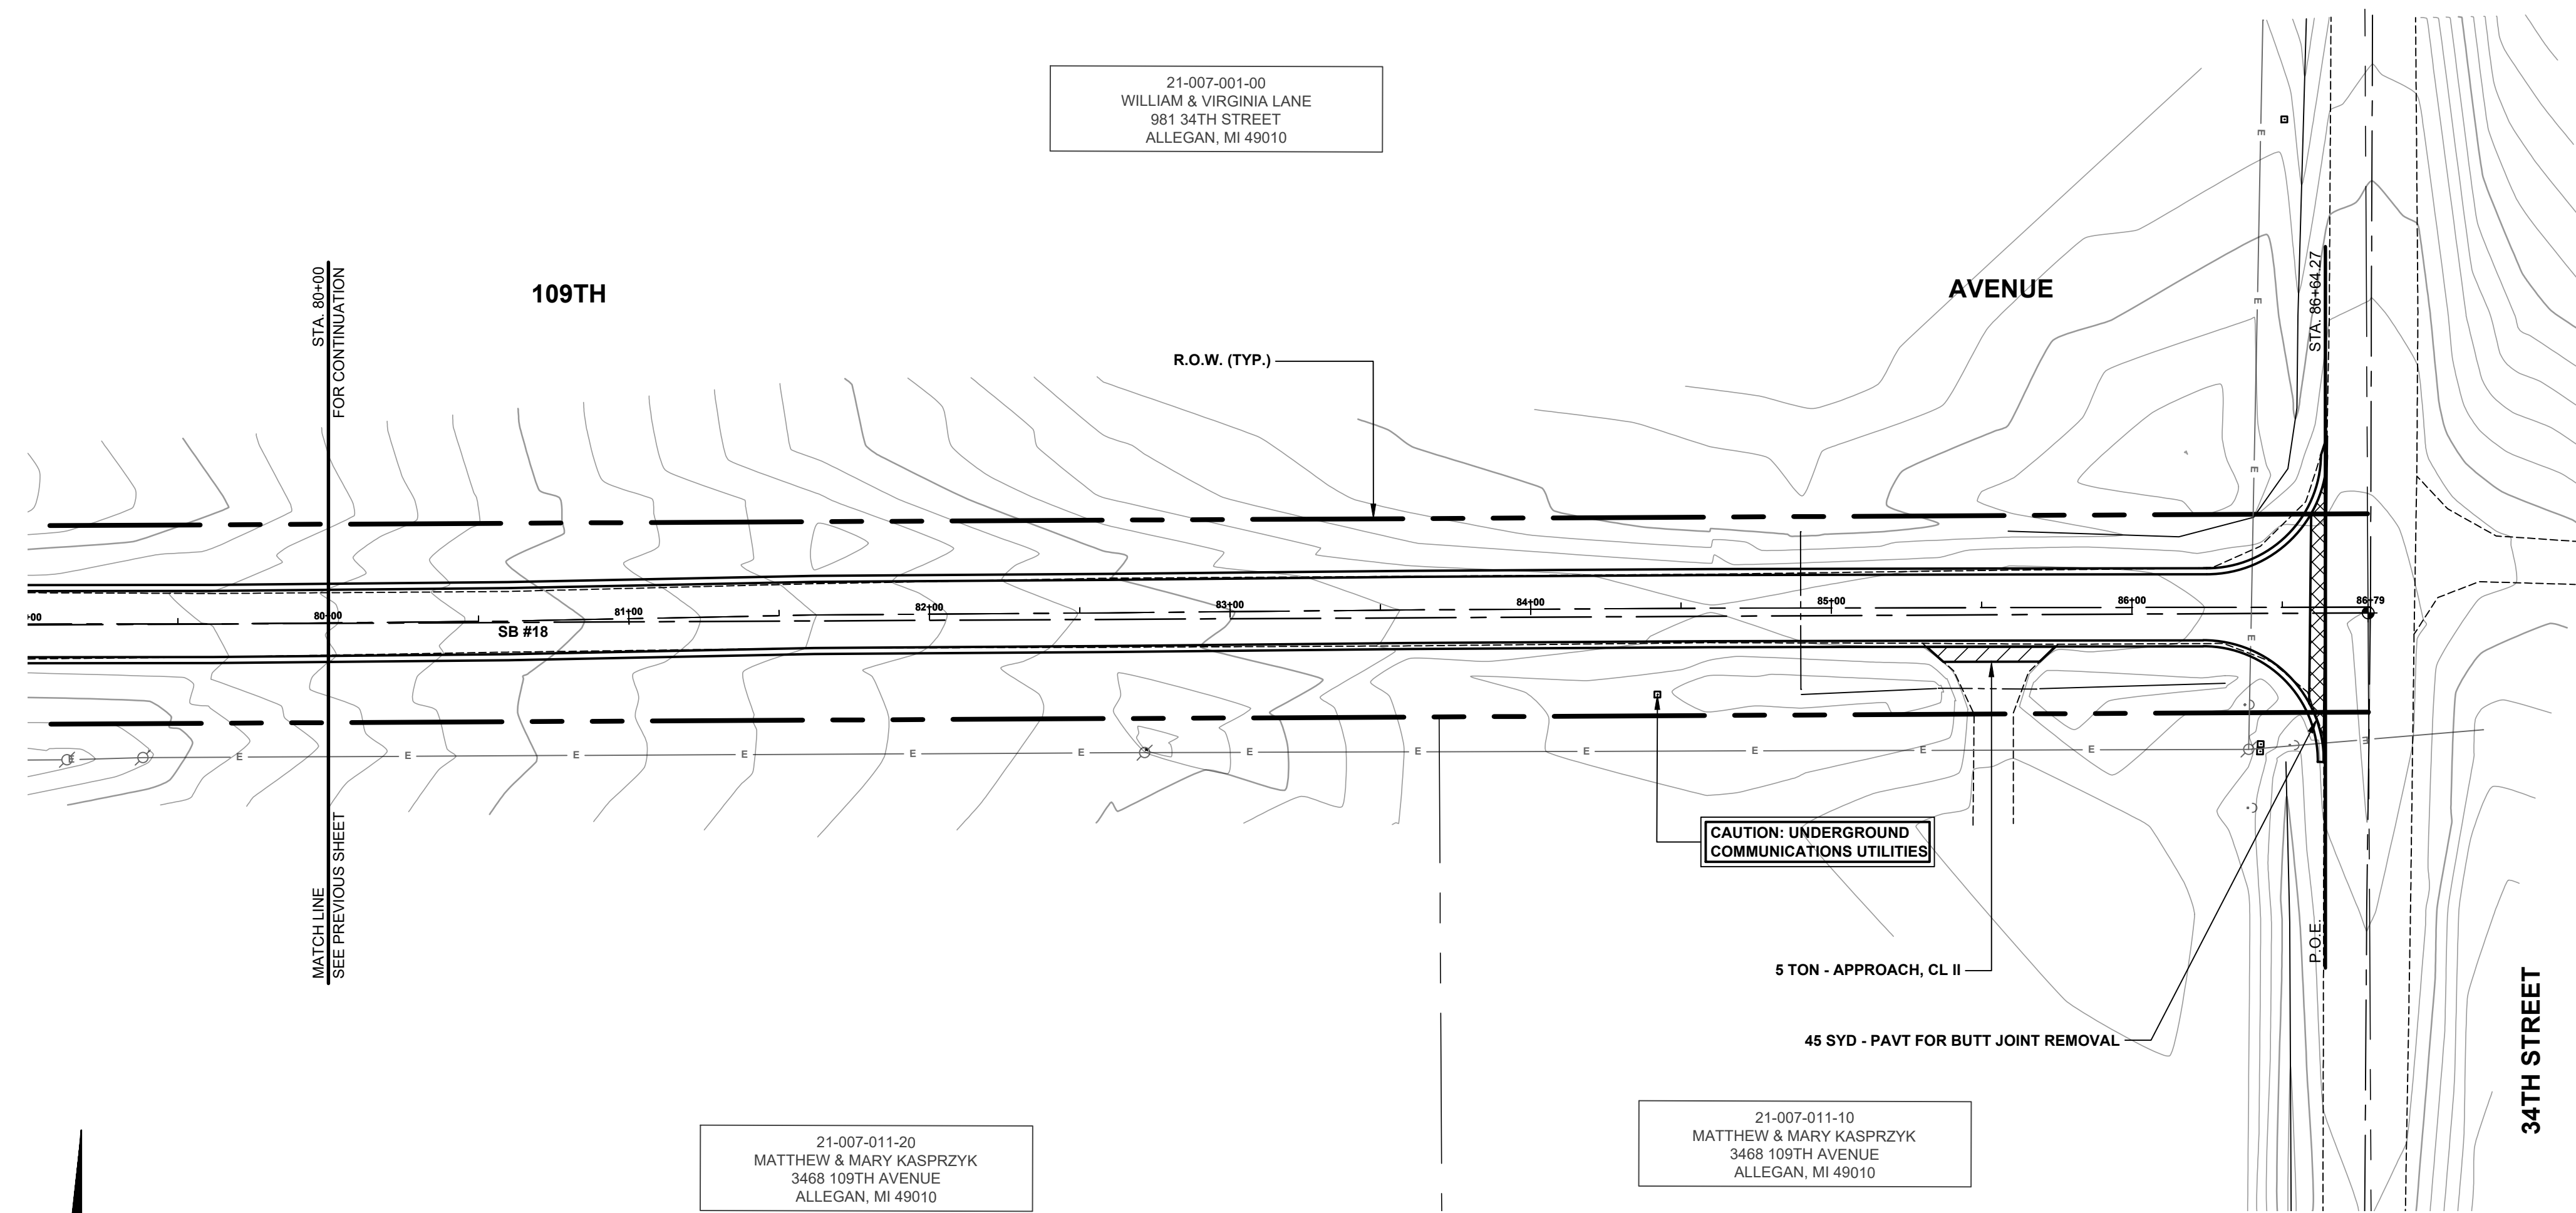 21-007-001-00
WILLIAM & VIRGINIA LANE
981 34TH STREET
ALLEGAN, MI 49010
109TH
AVENUE
STA. 80+00
FOR CONTINUATION
STA. 86+64.27
R.O.W. (TYP.)
E
E
E
E
+00
80+00
81+00
82+00
83+00
84+00
85+00
86+00
86+79
SB #18
E
E
E
E
E
E
E
E
E
E
E
E
E
E
CAUTION: UNDERGROUND
COMMUNICATIONS UTILITIES
MATCH LINE
SEE PREVIOUS SHEET
5 TON - APPROACH, CL II
P.O.E.
45 SYD - PAVT FOR BUTT JOINT REMOVAL
34TH STREET
21-007-011-20
MATTHEW & MARY KASPRZYK
3468 109TH AVENUE
ALLEGAN, MI 49010
21-007-011-10
MATTHEW & MARY KASPRZYK
3468 109TH AVENUE
ALLEGAN, MI 49010